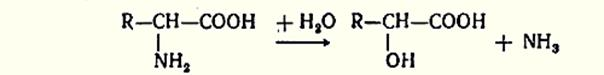 R—CH—COOH + H₂O R—CH—COOH
NH₂ OH + NH₃